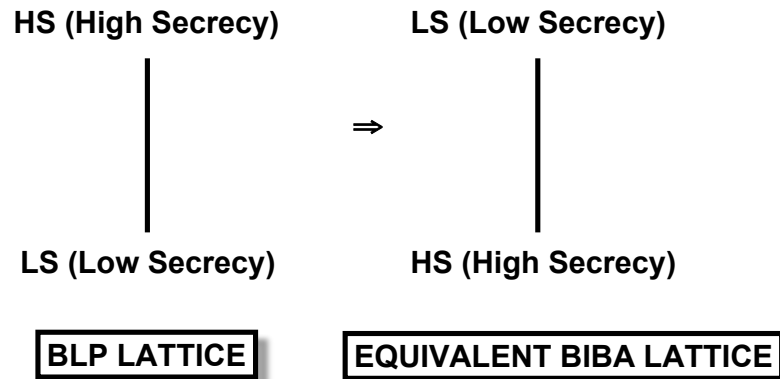 HS (High Secrecy)
LS (Low Secrecy)
⇒
LS (Low Secrecy)
HS (High Secrecy)
BLP LATTICE
EQUIVALENT BIBA LATTICE